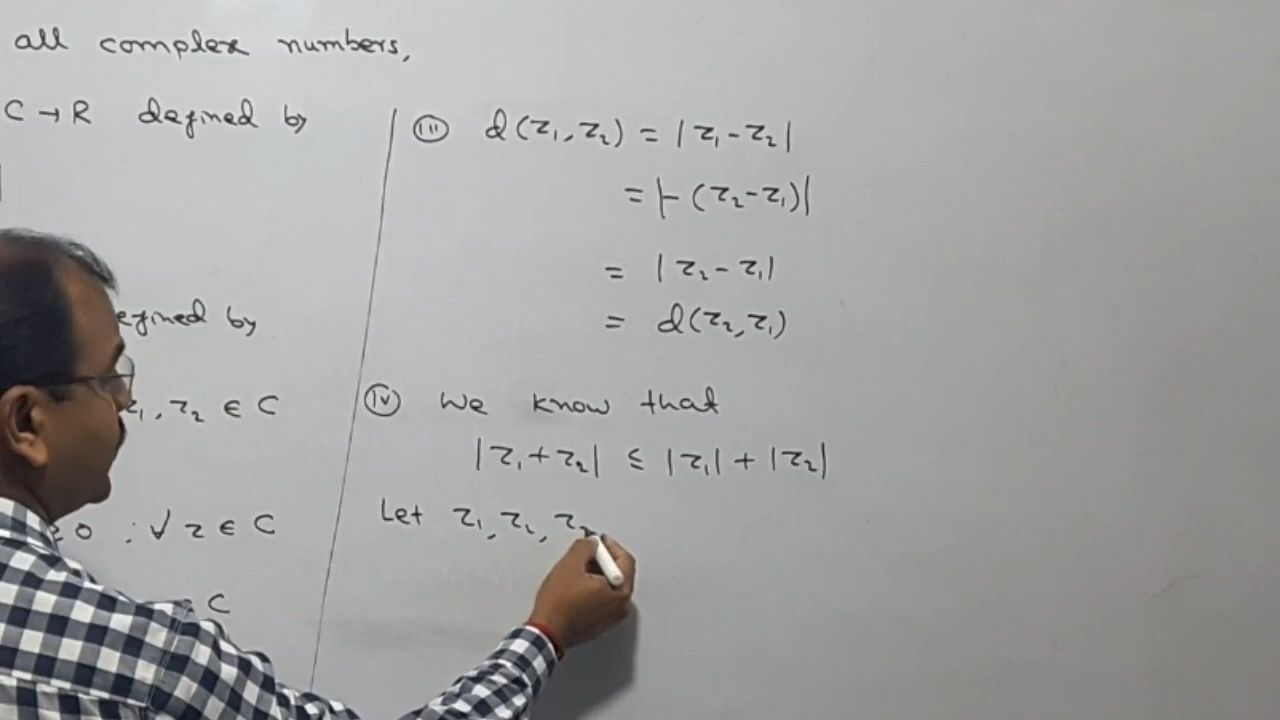 all complex numbers,
C → R defined by
defined by
z₁, z₂ ∈ C
≥ 0 ; ∀ z ∈ C
C
(iii) d(z₁, z₂) = |z₁ - z₂|
= |- (z₂ - z₁)|
= |z₂ - z₁|
= d(z₂, z₁)
(iv) We know that
|z₁ + z₂| ≤ |z₁| + |z₂|
Let z₁, z₂, z₃